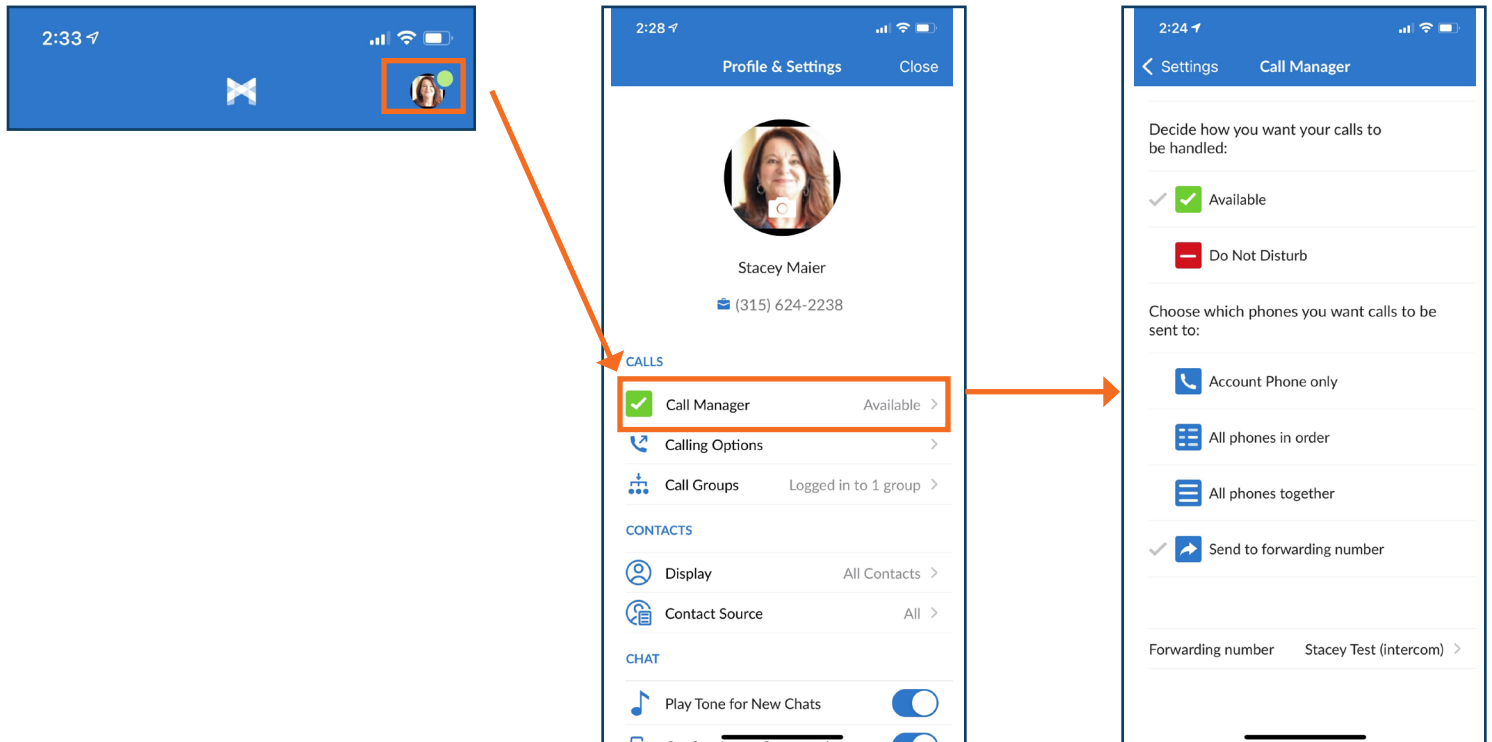 2:33
2:28
Profile & Settings Close
Stacey Maier
(315) 624-2238
CALLS
Call Manager Available
Calling Options
Call Groups Logged in to 1 group
CONTACTS
Display All Contacts
Contact Source All
CHAT
Play Tone for New Chats
2:24
Settings Call Manager
Decide how you want your calls to
be handled:
Available
Do Not Disturb
Choose which phones you want calls to be
sent to:
Account Phone only
All phones in order
All phones together
Send to forwarding number
Forwarding number Stacey Test (intercom)